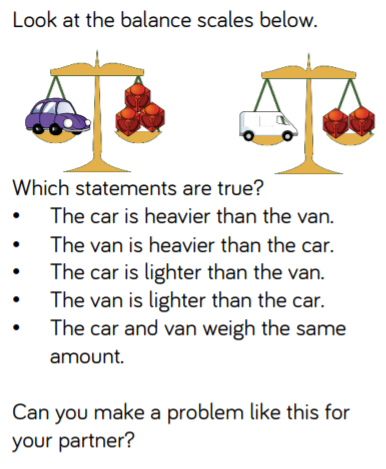 Look at the balance scales below.
Which statements are true?
• The car is heavier than the van.
• The van is heavier than the car.
• The car is lighter than the van.
• The van is lighter than the car.
• The car and van weigh the same
amount.
Can you make a problem like this for
your partner?